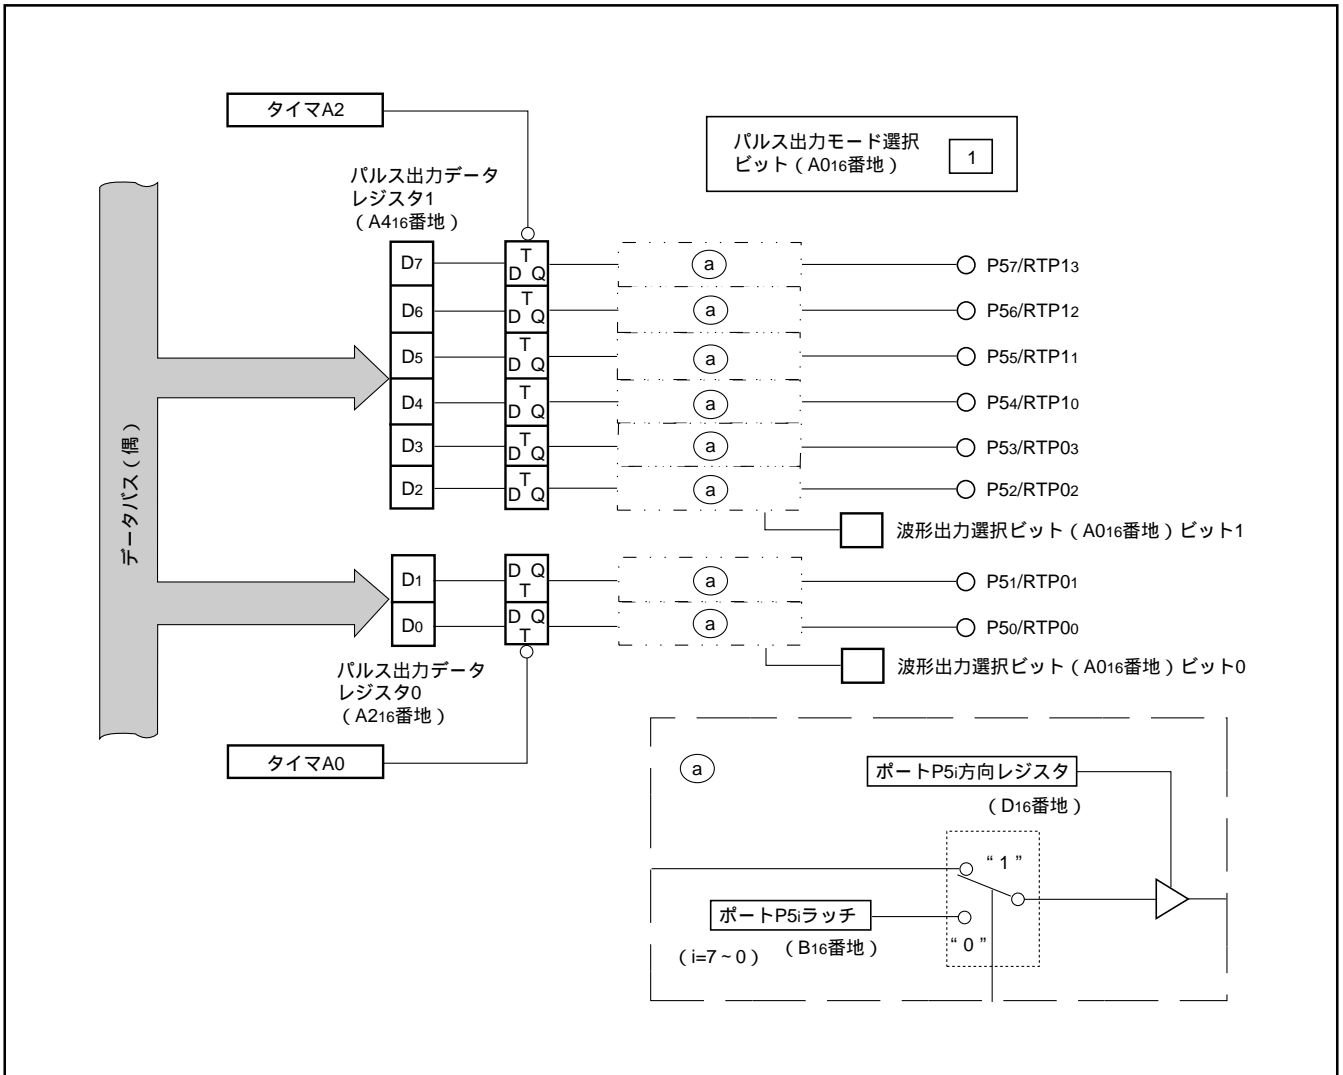 タイマA2
パルス出力モード選択
ビット(A016番地)
1
パルス出力データ
レジスタ1
(A416番地)
データバス(偶)
D7
T
D Q
a
P57/RTP13
D6
T
D Q
a
P56/RTP12
D5
T
D Q
a
P55/RTP11
D4
T
D Q
a
P54/RTP10
D3
T
D Q
a
P53/RTP03
D2
T
D Q
a
P52/RTP02
波形出力選択ビット(A016番地)ビット1
D1
D Q
T
a
P51/RTP01
D0
D Q
T
a
P50/RTP00
波形出力選択ビット(A016番地)ビット0
パルス出力データ
レジスタ0
(A216番地)
タイマA0
a
ポートP5i方向レジスタ
(D16番地)
“1”
ポートP5iラッチ
(B16番地)
“0”
(i=7~0)